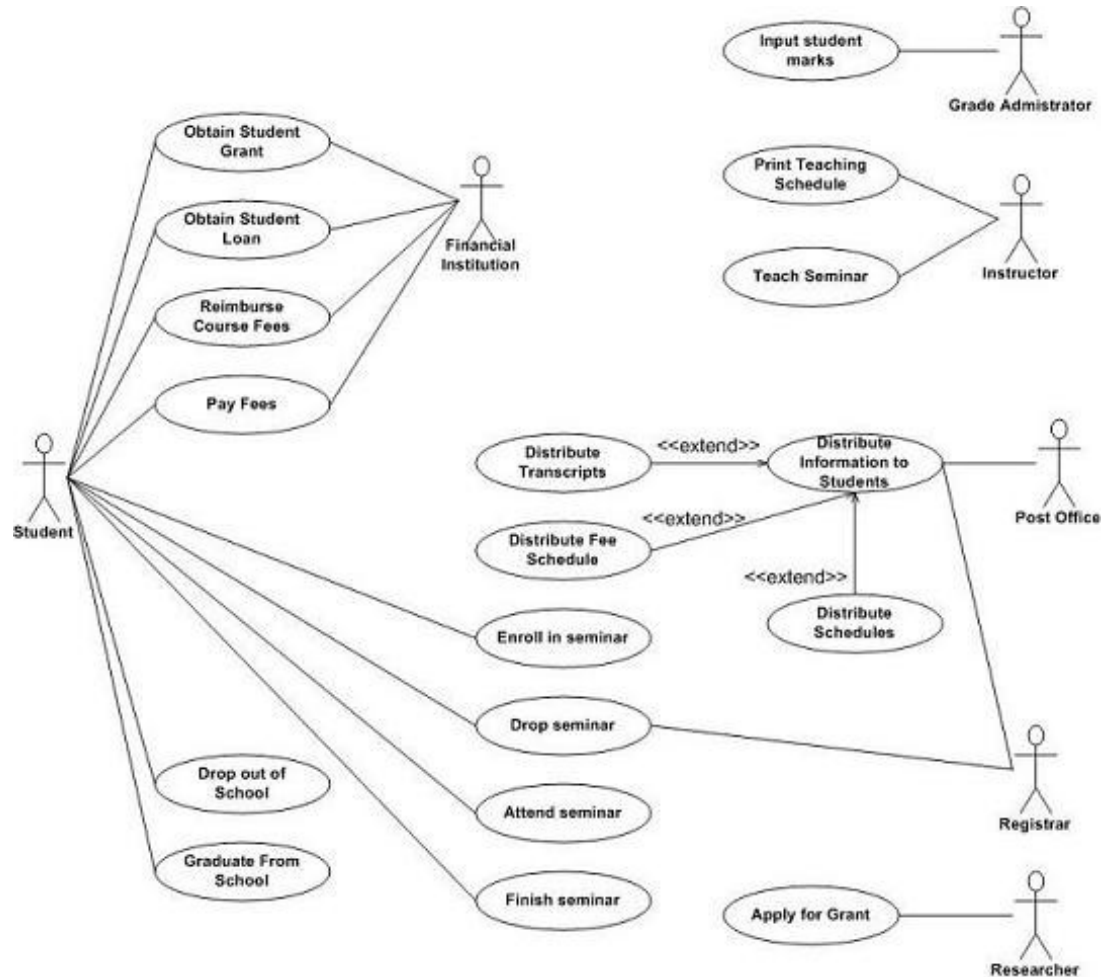 Input student
marks
Grade Admistrator
Obtain Student
Grant
Print Teaching
Schedule
Obtain Student
Loan
Financial
Institution
Instructor
Teach Seminar
Reimburse
Course Fees
Pay Fees
<<extend>>
Distribute
Transcripts
Distribute
Information to
Students
Post Office
Student
<<extend>>
Distribute Fee
Schedule
<<extend>>
Distribute
Schedules
Enroll in seminar
Drop seminar
Drop out of
School
Attend seminar
Registrar
Graduate From
School
Finish seminar
Apply for Grant
Researcher